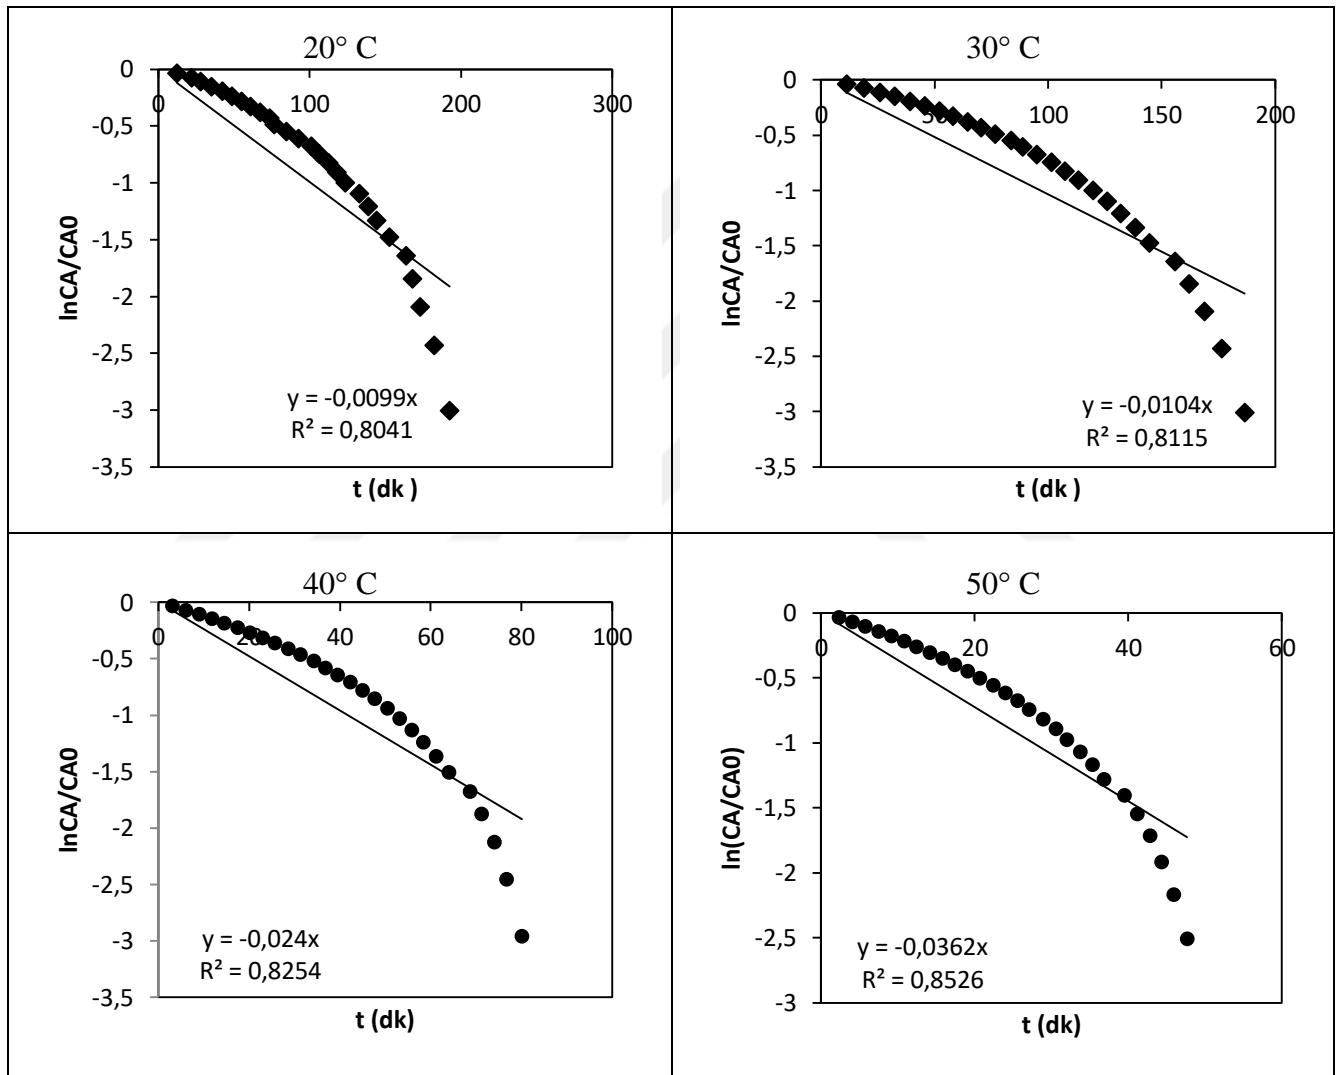 20° C
0
0
100
200
300
-0,5
-1
-1,5
-2
-2,5
-3
-3,5
lnCA/CA0
y = -0,0099x
R² = 0,8041
t (dk )
30° C
0
0
50
100
150
200
-0,5
-1
-1,5
-2
-2,5
-3
-3,5
lnCA/CA0
y = -0,0104x
R² = 0,8115
t (dk )
40° C
0
0
20
40
60
80
100
-0,5
-1
-1,5
-2
-2,5
-3
-3,5
lnCA/CA0
y = -0,024x
R² = 0,8254
t (dk)
50° C
0
0
20
40
60
-0,5
-1
-1,5
-2
-2,5
-3
ln(CA/CA0)
y = -0,0362x
R² = 0,8526
t (dk)